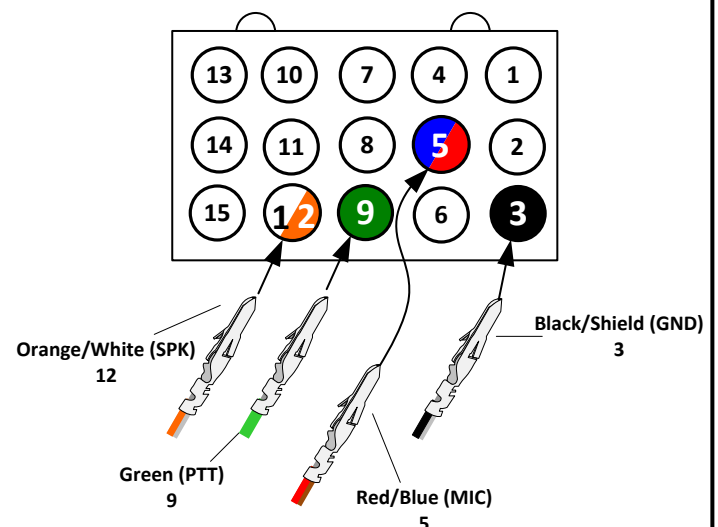 13 10 7 4 1
14 11 8 5 2
15 12 9 6 3
Orange/White (SPK)
12
Black/Shield (GND)
3
Green (PTT)
9
Red/Blue (MIC)
5